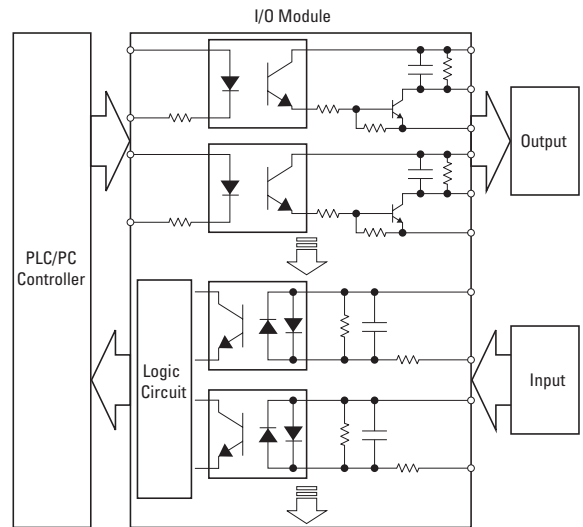 I/O Module
Output
PLC/PC
Controller
Logic
Circuit
Input